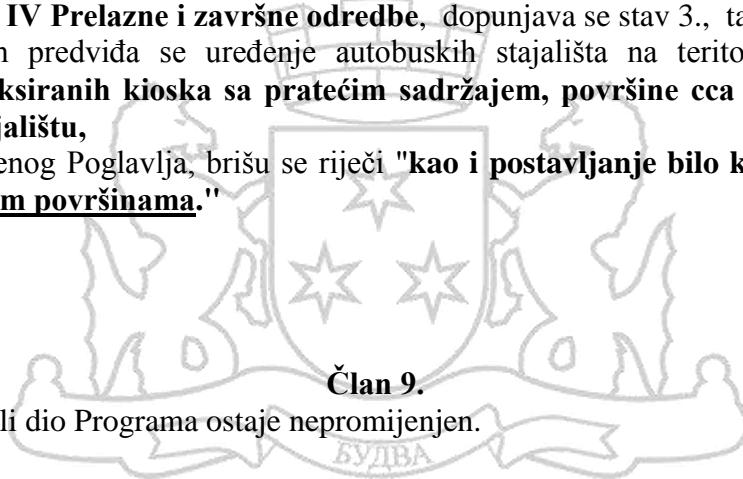 IV Prelazne i završne odredbe, dopunjava se stav 3., ta
predviđa se uređenje autobuskih stajališta na terito
ksiranih kioska sa pratećim sadržajem, površine cca
jalištu,
enog Poglavlja, brišu se riječi "kao i postavljanje bilo k
m površinama."
Član 9.
li dio Programa ostaje nepromijenjen.
БУДВА